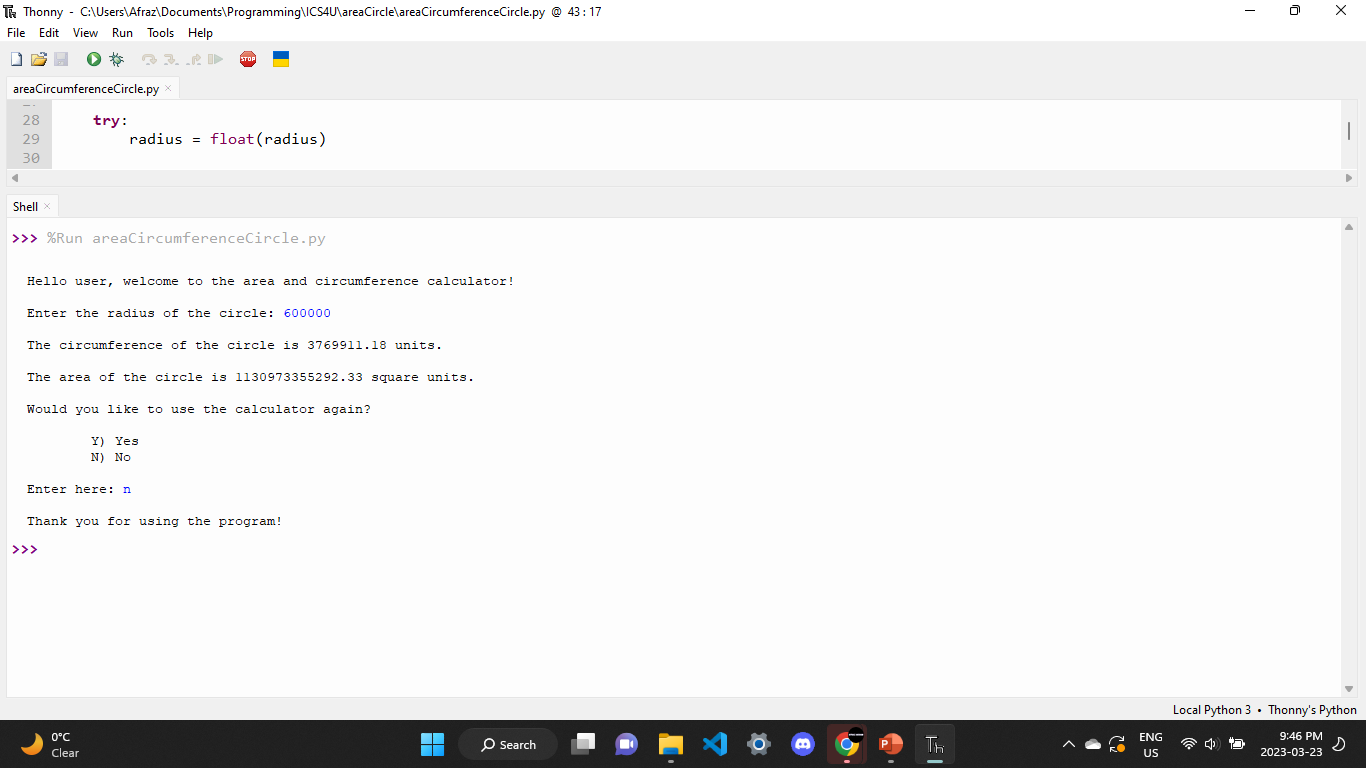 Thonny - C:\Users\Afraz\Documents\Programming\ICS4U\areaCircle\areaCircumferenceCircle.py @ 43 : 17
File Edit View Run Tools Help
STOP
areaCircumferenceCircle.py ×
28 try:
29 radius = float(radius)
30
Shell ×
>>> %Run areaCircumferenceCircle.py
Hello user, welcome to the area and circumference calculator!
Enter the radius of the circle: 600000
The circumference of the circle is 3769911.18 units.
The area of the circle is 1130973355292.33 square units.
Would you like to use the calculator again?
Y) Yes
N) No
Enter here: n
Thank you for using the program!
>>>
Local Python 3 • Thonny's Python
0°C
Clear
Search
ENG
US
9:46 PM
2023-03-23